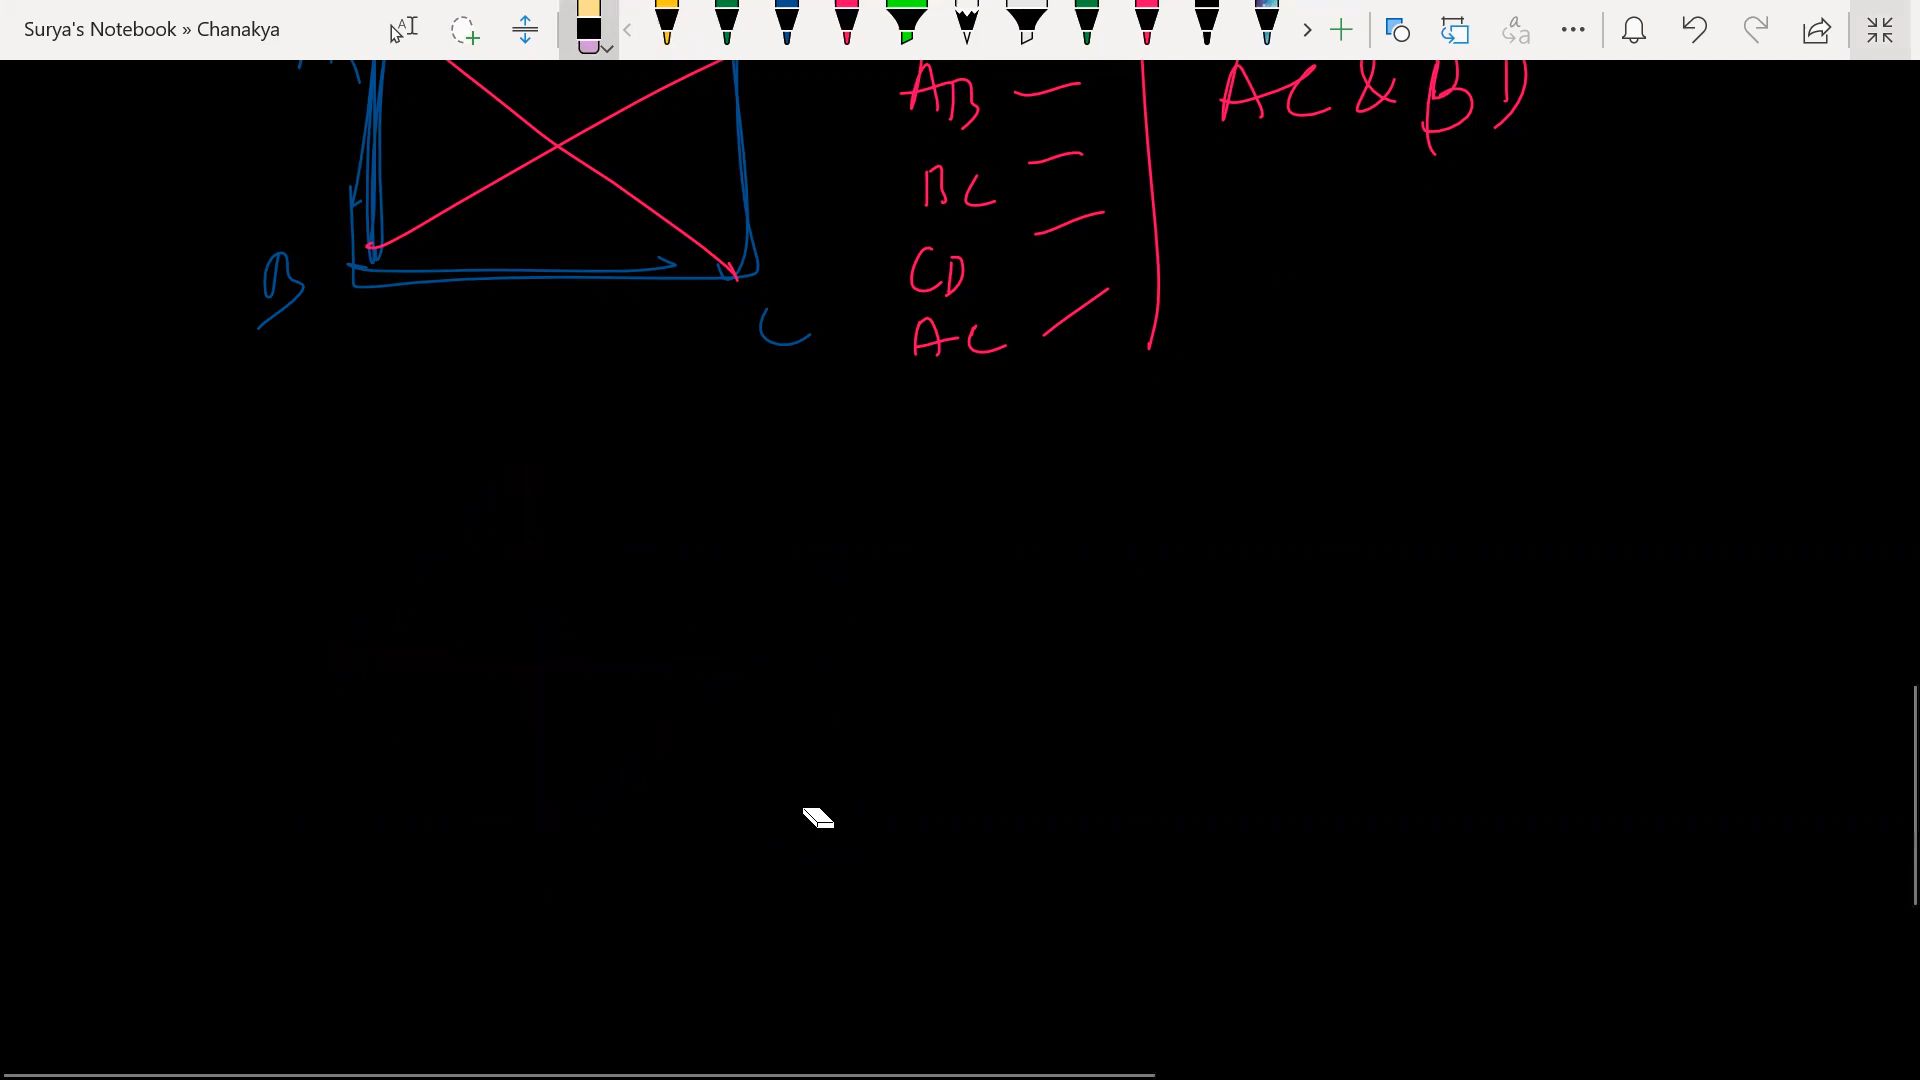 Surya's Notebook » Chanakya
AB —
AC & BD
BC —
B
CD —
C
AC —